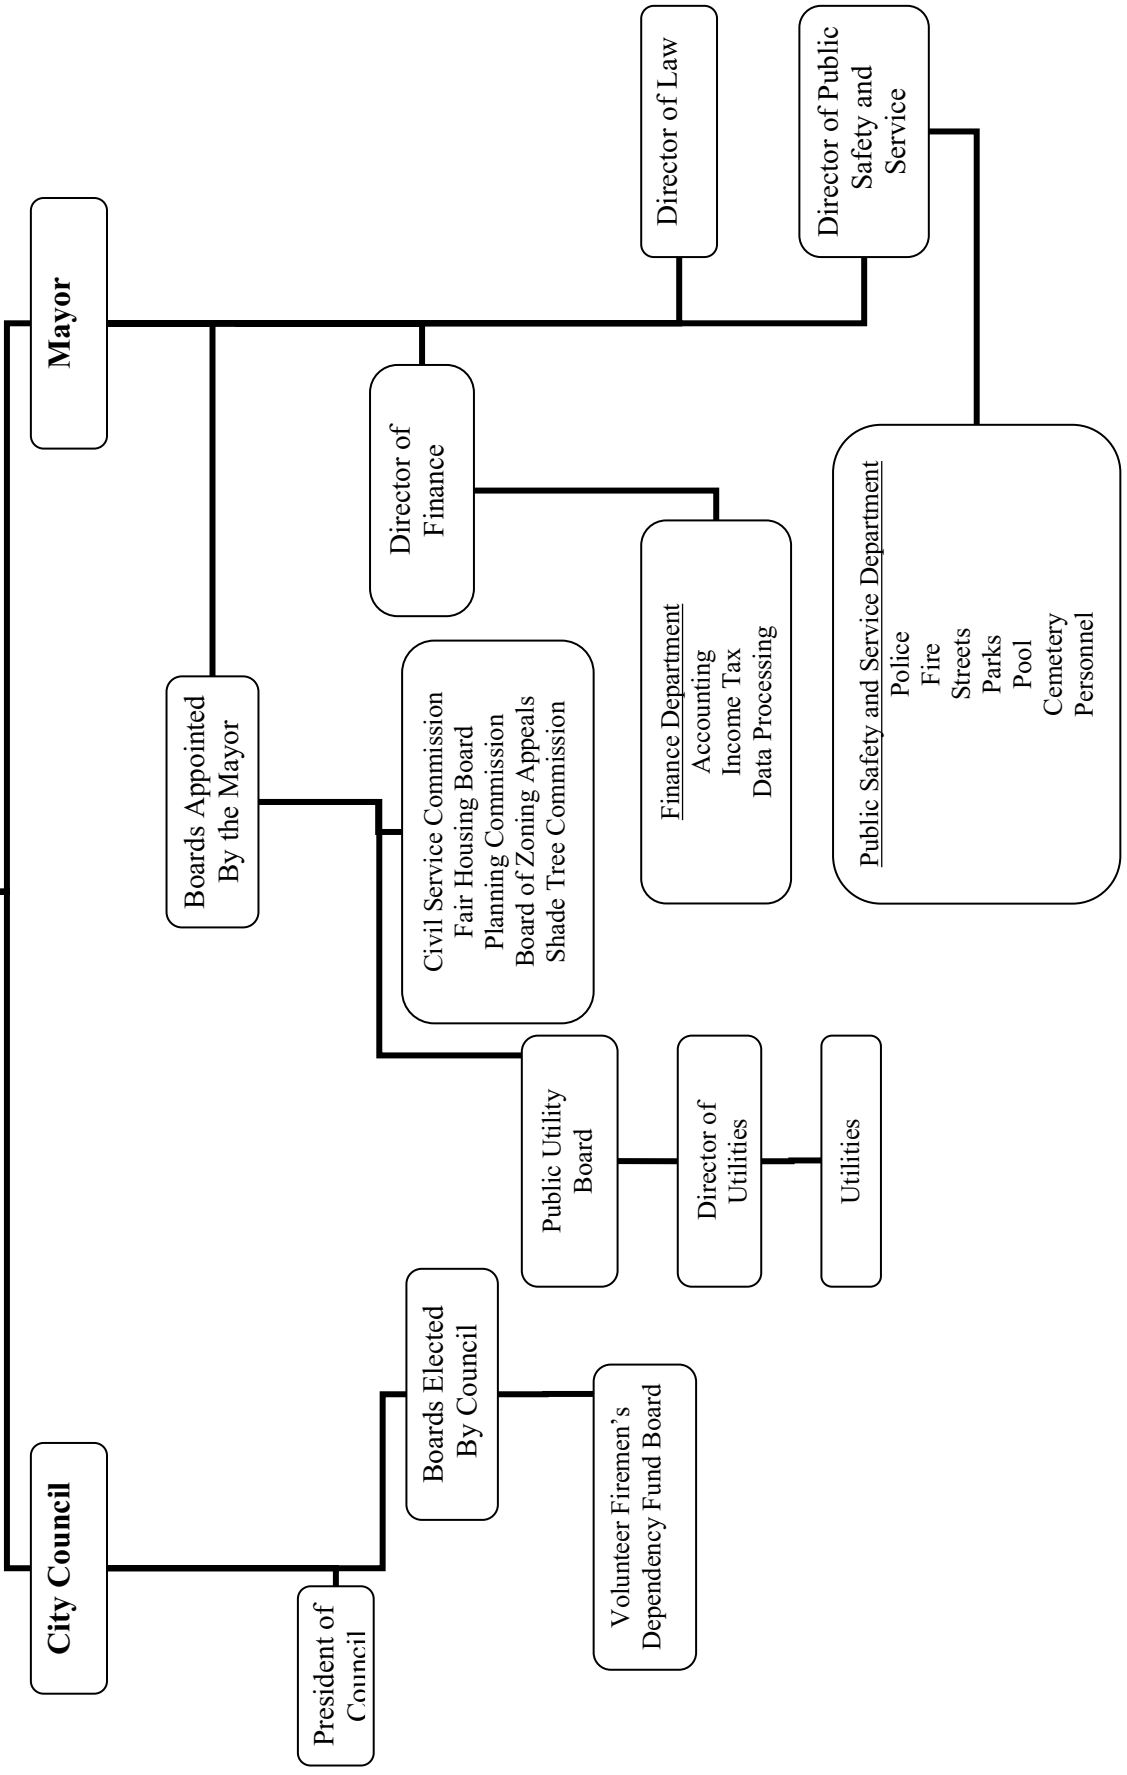 City Council
Mayor
President of
Council
Boards Elected
By Council
Volunteer Firemen’s
Dependency Fund Board
Boards Appointed
By the Mayor
Public Utility
Board
Director of
Utilities
Utilities
Civil Service Commission
Fair Housing Board
Planning Commission
Board of Zoning Appeals
Shade Tree Commission
Director of
Finance
Finance Department
Accounting
Income Tax
Data Processing
Director of Law
Director of Public
Safety and
Service
Public Safety and Service Department
Police
Fire
Streets
Parks
Pool
Cemetery
Personnel